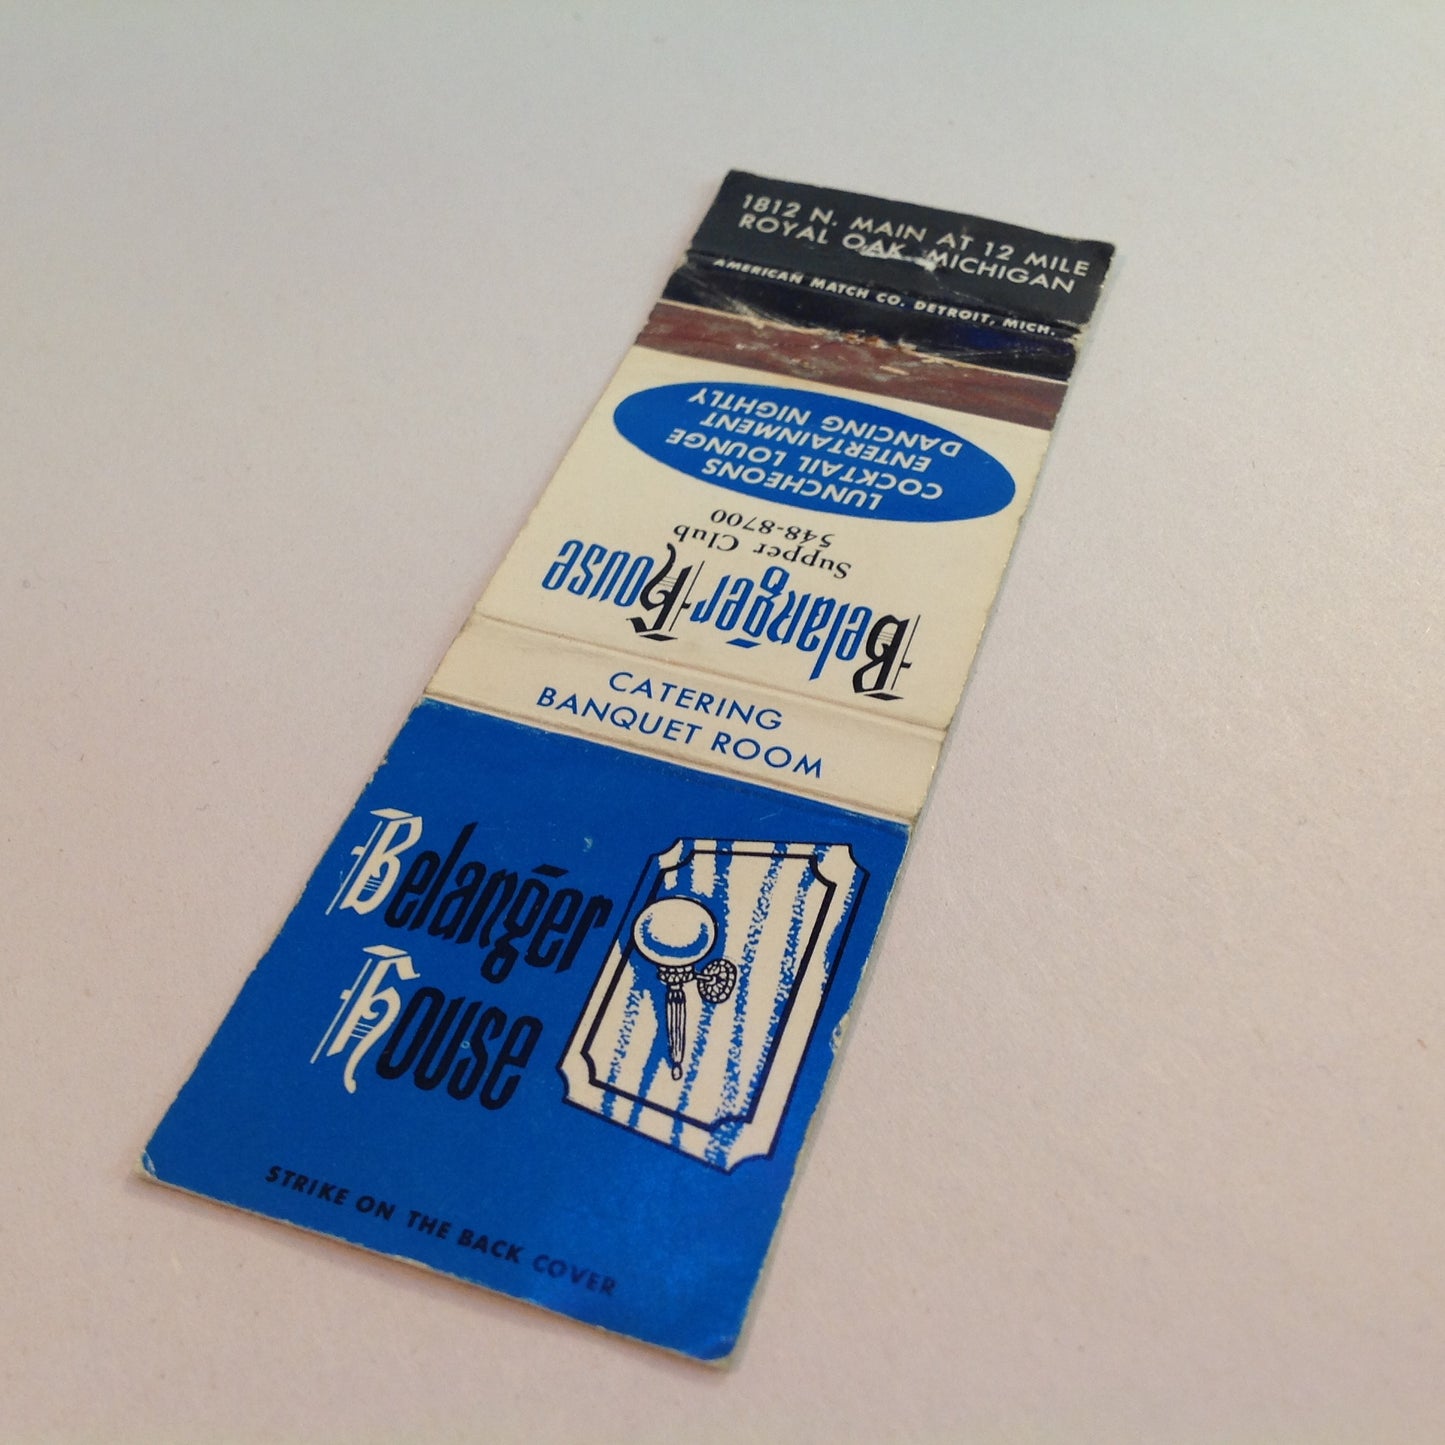 1812 N. MAIN AT 12 MILE
ROYAL OAK, MICHIGAN
AMERICAN MATCH CO. DETROIT, MICH.
Belanger House
Supper Club
548-8700
LUNCHEONS
COCKTAIL LOUNGE
ENTERTAINMENT
DANCING NIGHTLY
CATERING
BANQUET ROOM
Belanger
House
STRIKE ON THE BACK COVER